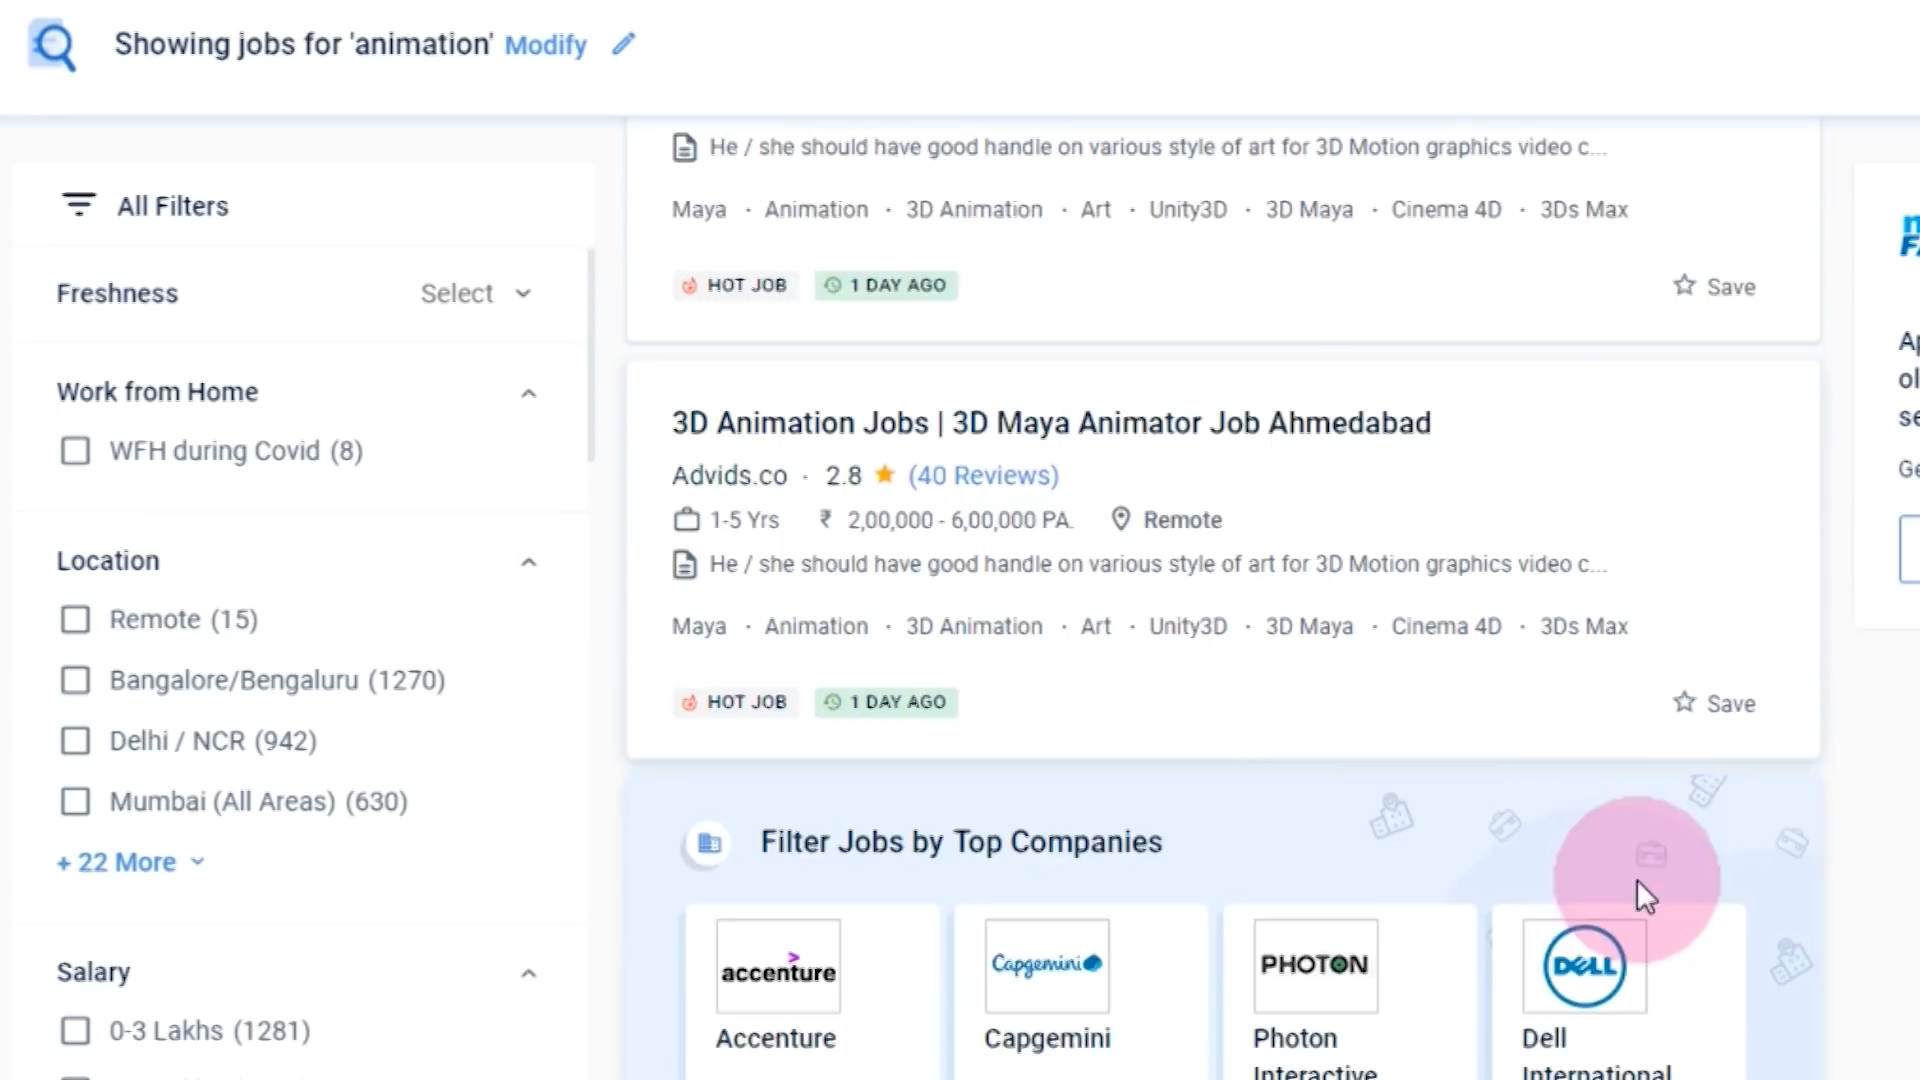 Showing jobs for 'animation' Modify
All Filters
Freshness Select
Work from Home
WFH during Covid (8)
Location
Remote (15)
Bangalore/Bengaluru (1270)
Delhi / NCR (942)
Mumbai (All Areas) (630)
+ 22 More
Salary
0-3 Lakhs (1281)
He / she should have good handle on various style of art for 3D Motion graphics video c...
Maya · Animation · 3D Animation · Art · Unity3D · 3D Maya · Cinema 4D · 3Ds Max
HOT JOB 1 DAY AGO Save
3D Animation Jobs | 3D Maya Animator Job Ahmedabad
Advids.co · 2.8 (40 Reviews)
1-5 Yrs ₹ 2,00,000 - 6,00,000 PA. Remote
He / she should have good handle on various style of art for 3D Motion graphics video c...
Maya · Animation · 3D Animation · Art · Unity3D · 3D Maya · Cinema 4D · 3Ds Max
HOT JOB 1 DAY AGO Save
Filter Jobs by Top Companies
accenture Capgemini PHOTON DELL
Accenture Capgemini Photon Dell
Interactive International